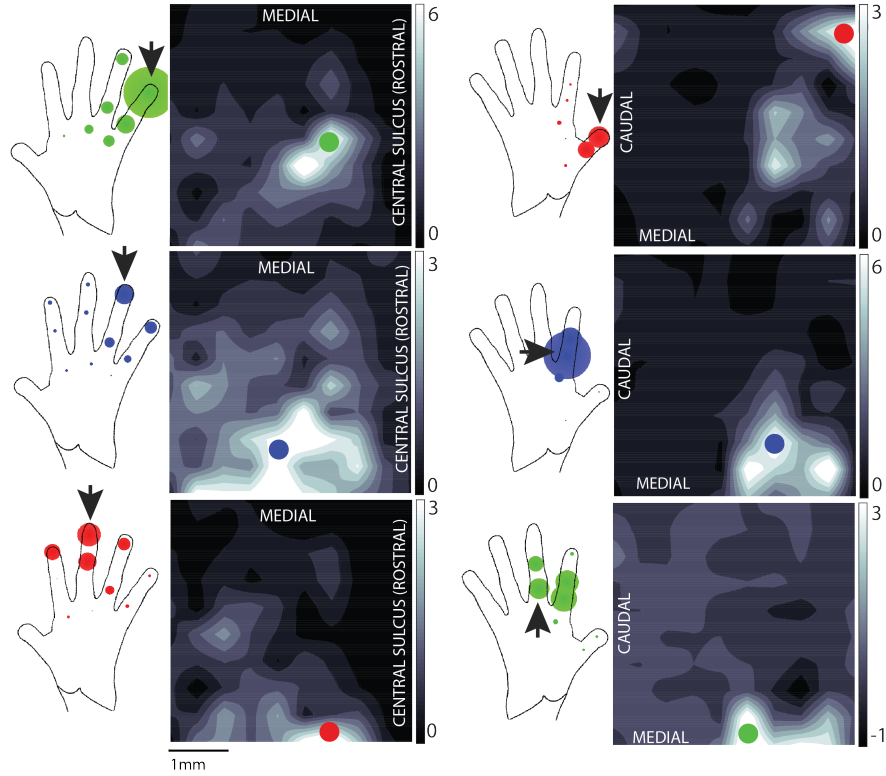 MEDIAL
CENTRAL SULCUS (ROSTRAL)
6
0
CAUDAL
MEDIAL
3
0
MEDIAL
CENTRAL SULCUS (ROSTRAL)
3
0
CAUDAL
MEDIAL
6
0
MEDIAL
CENTRAL SULCUS (ROSTRAL)
3
0
CAUDAL
MEDIAL
3
-1
1mm